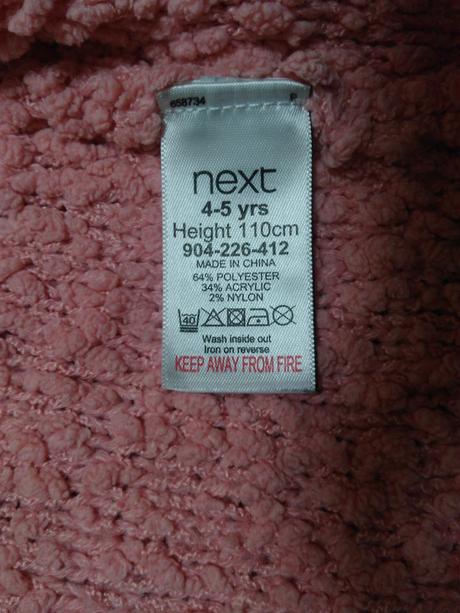 658734 P
next
4-5 yrs
Height 110cm
904-226-412
MADE IN CHINA
64% POLYESTER
34% ACRYLIC
2% NYLON
40
Wash inside out
Iron on reverse
KEEP AWAY FROM FIRE